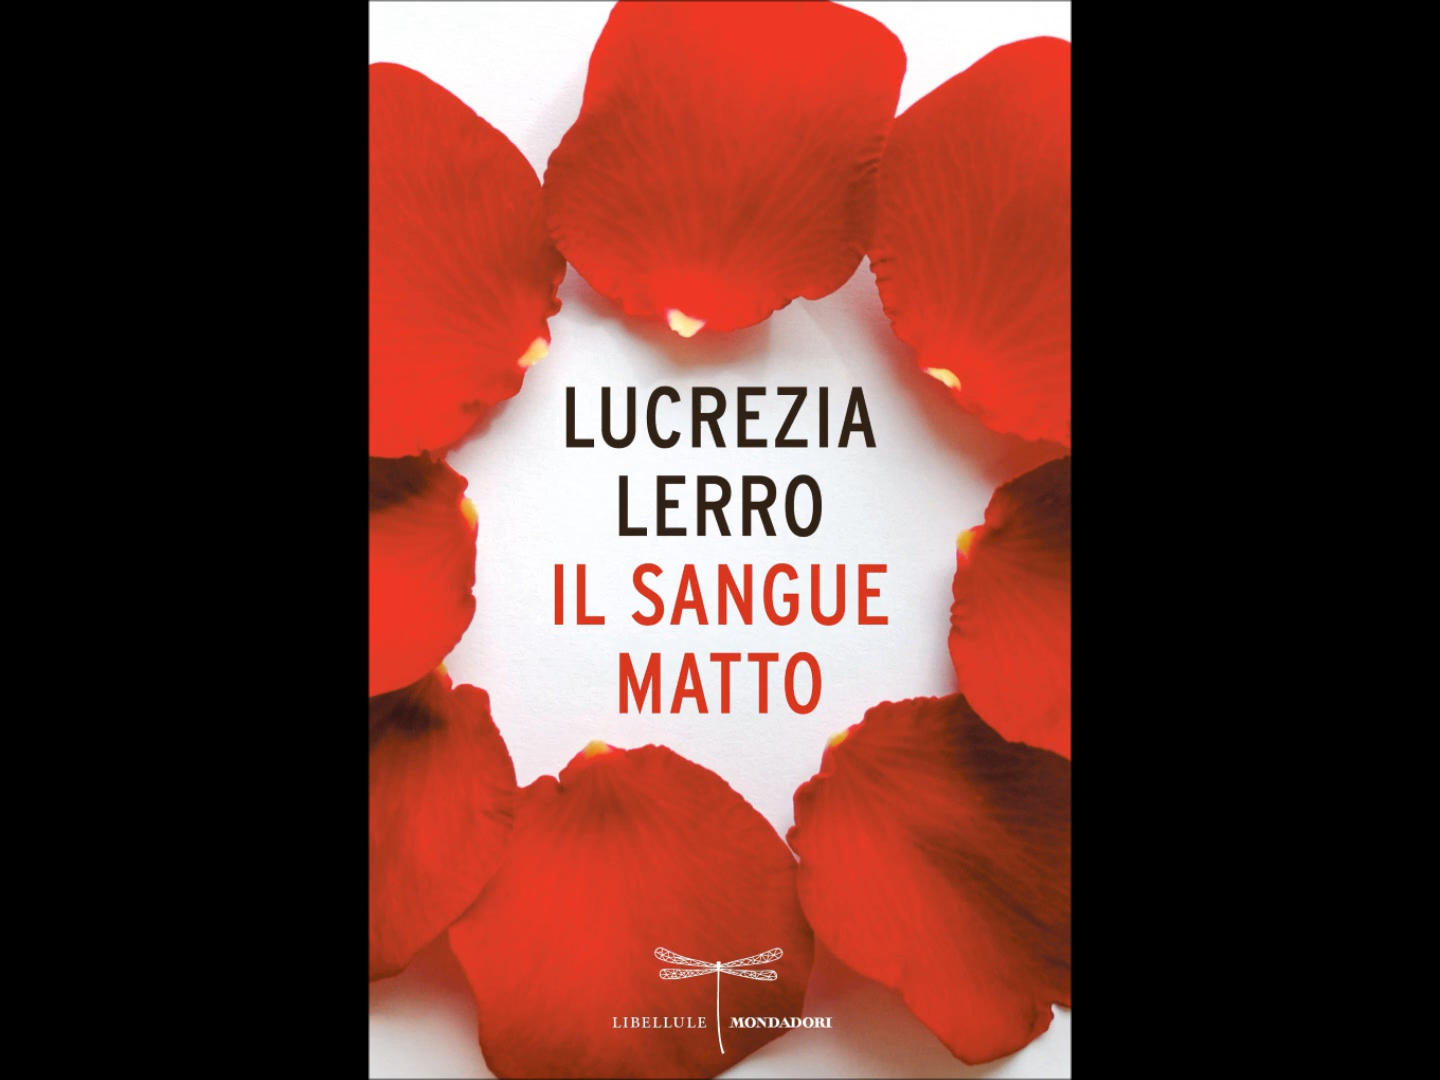 LUCREZIA
LERRO
IL SANGUE
MATTO
LIBELLULE MONDADORI